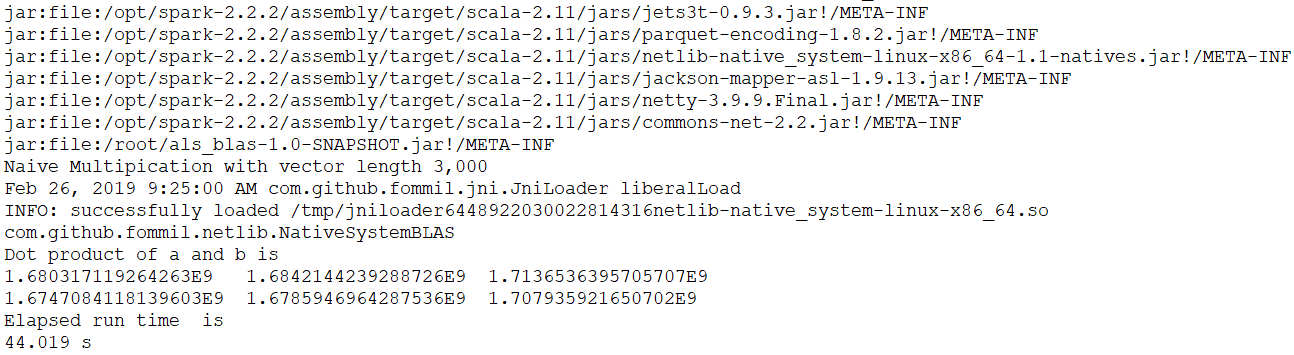 jar:file:/opt/spark-2.2.2/assembly/target/scala-2.11/jars/jets3t-0.9.3.jar!/META-INF
jar:file:/opt/spark-2.2.2/assembly/target/scala-2.11/jars/parquet-encoding-1.8.2.jar!/META-INF
jar:file:/opt/spark-2.2.2/assembly/target/scala-2.11/jars/netlib-native_system-linux-x86_64-1.1-natives.jar!/META-INF
jar:file:/opt/spark-2.2.2/assembly/target/scala-2.11/jars/jackson-mapper-asl-1.9.13.jar!/META-INF
jar:file:/opt/spark-2.2.2/assembly/target/scala-2.11/jars/netty-3.9.9.Final.jar!/META-INF
jar:file:/opt/spark-2.2.2/assembly/target/scala-2.11/jars/commons-net-2.2.jar!/META-INF
jar:file:/root/als_blas-1.0-SNAPSHOT.jar!/META-INF
Naive Multipication with vector length 3,000
Feb 26, 2019 9:25:00 AM com.github.fommil.jni.JniLoader liberalLoad
INFO: successfully loaded /tmp/jniloader6448922030022814316netlib-native_system-linux-x86_64.so
com.github.fommil.netlib.NativeSystemBLAS
Dot product of a and b is
1.680317119264263E9   1.6842144239288726E9  1.7136536395705707E9
1.6747084118139603E9  1.6785946964287536E9  1.707935921650702E9
Elapsed run time  is
44.019 s